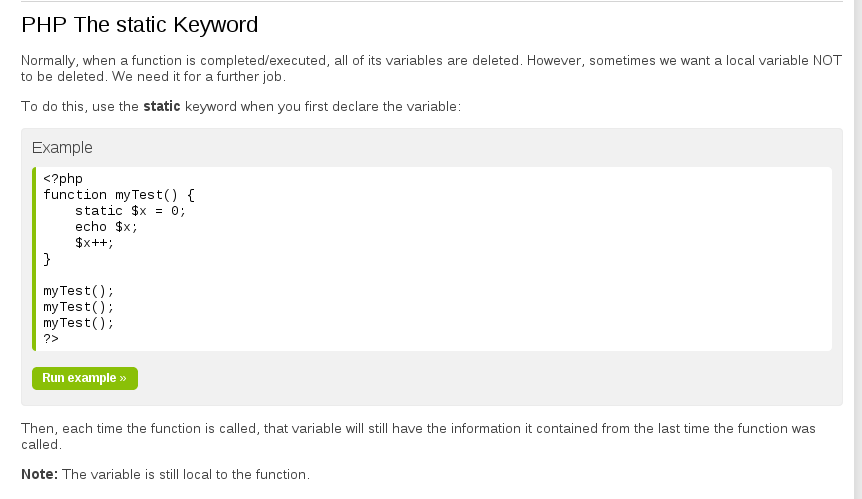 PHP The static Keyword
Normally, when a function is completed/executed, all of its variables are deleted. However, sometimes we want a local variable NOT
to be deleted. We need it for a further job.
To do this, use the static keyword when you first declare the variable:
Example
<?php
function myTest() {
    static $x = 0;
    echo $x;
    $x++;
}
myTest();
myTest();
myTest();
?>
Run example »
Then, each time the function is called, that variable will still have the information it contained from the last time the function was
called.
Note: The variable is still local to the function.